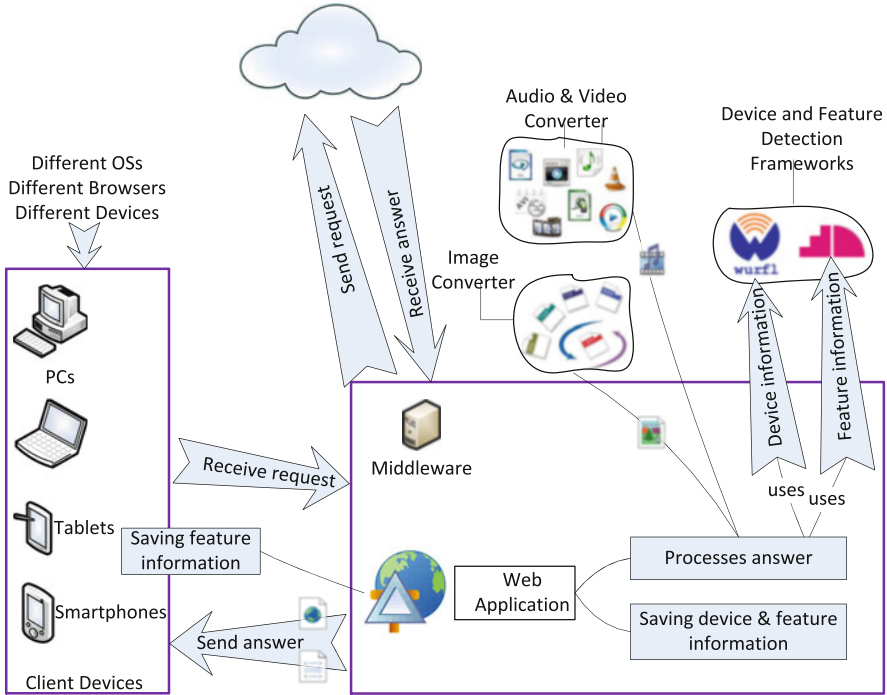 Audio & Video
Converter
Device and Feature
Detection
Frameworks
Different OSs
Different Browsers
Different Devices
Send request
Receive answer
Image
Converter
wurfl
PCs
Device information
Feature information
Middleware
Receive request
uses
uses
Tablets
Saving feature
information
Processes answer
Web
Application
Smartphones
Saving device & feature
information
Send answer
Client Devices